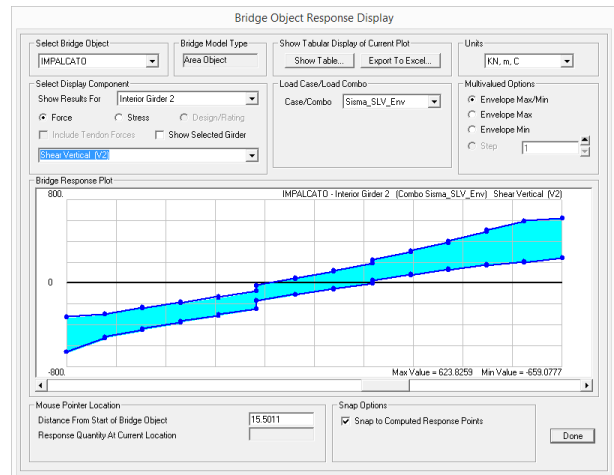 Bridge Object Response Display
Select Bridge Object
IMPALCATO
Bridge Model Type
Area Object
Show Tabular Display of Current Plot
Show Table...
Export To Excel...
Units
KN, m, C
Select Display Component
Show Results For
Interior Girder 2
Force
Stress
Design/Rating
Include Tendon Forces
Show Selected Girder
Shear Vertical (V2)
Load Case/Load Combo
Case/Combo
Sisma_SLV_Env
Multivalued Options
Envelope Max/Min
Envelope Max
Envelope Min
Step
1
Bridge Response Plot
800.
IMPALCATO - Interior Girder 2 (Combo Sisma_SLV_Env) Shear Vertical (V2)
0
-800.
Max Value = 623.8259 Min Value = -659.0777
Mouse Pointer Location
Distance From Start of Bridge Object
15.5011
Response Quantity At Current Location
Snap Options
Snap to Computed Response Points
Done